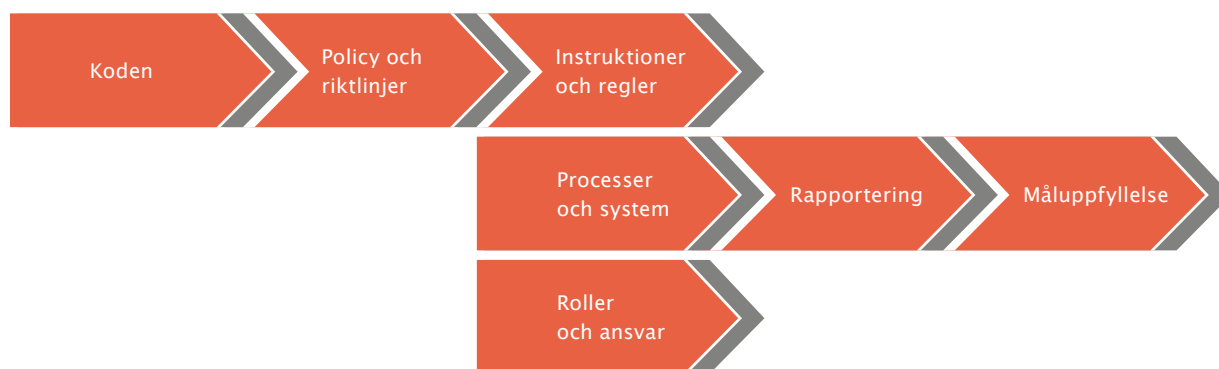 Koden
Policy och
riktlinjer
Instruktioner
och regler
Processer
och system
Rapportering
Måluppfyllelse
Roller
och ansvar